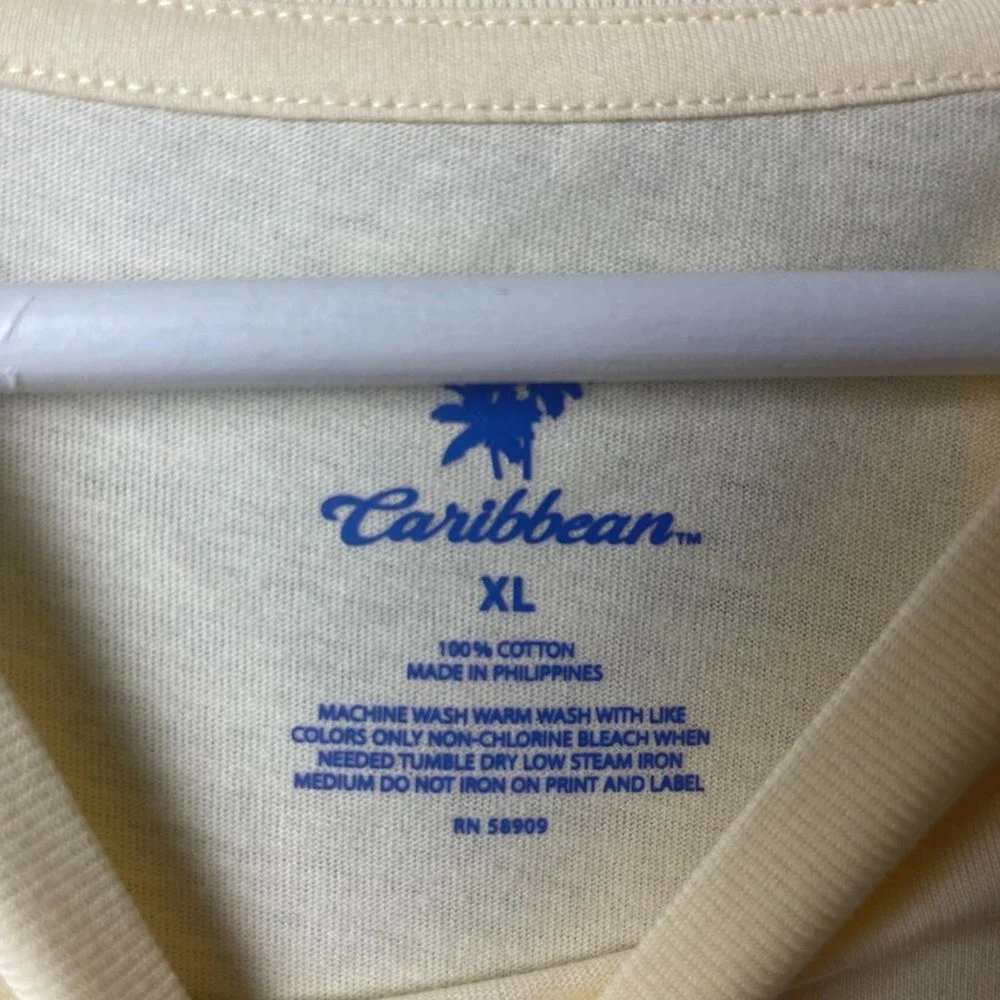 Caribbean™
XL
100% COTTON
MADE IN PHILIPPINES
MACHINE WASH WARM WASH WITH LIKE
COLORS ONLY NON-CHLORINE BLEACH WHEN
NEEDED TUMBLE DRY LOW STEAM IRON
MEDIUM DO NOT IRON ON PRINT AND LABEL
RN 58909